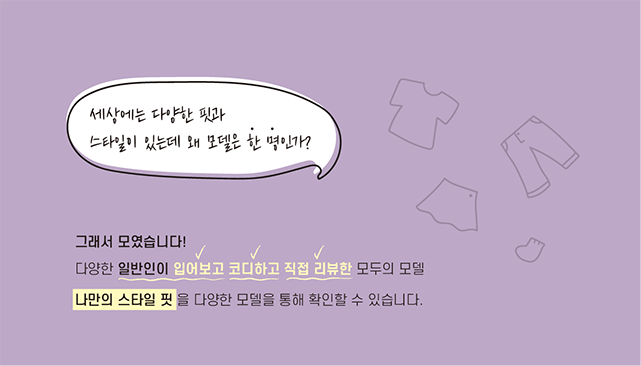 세상에는 다양한 핏과
스타일이 있는데 왜 모델은 한 명인가?
그래서 모였습니다!
다양한 일반인이 입어보고 코디하고 직접 리뷰한 모두의 모델
나만의 스타일 핏을 다양한 모델을 통해 확인할 수 있습니다.